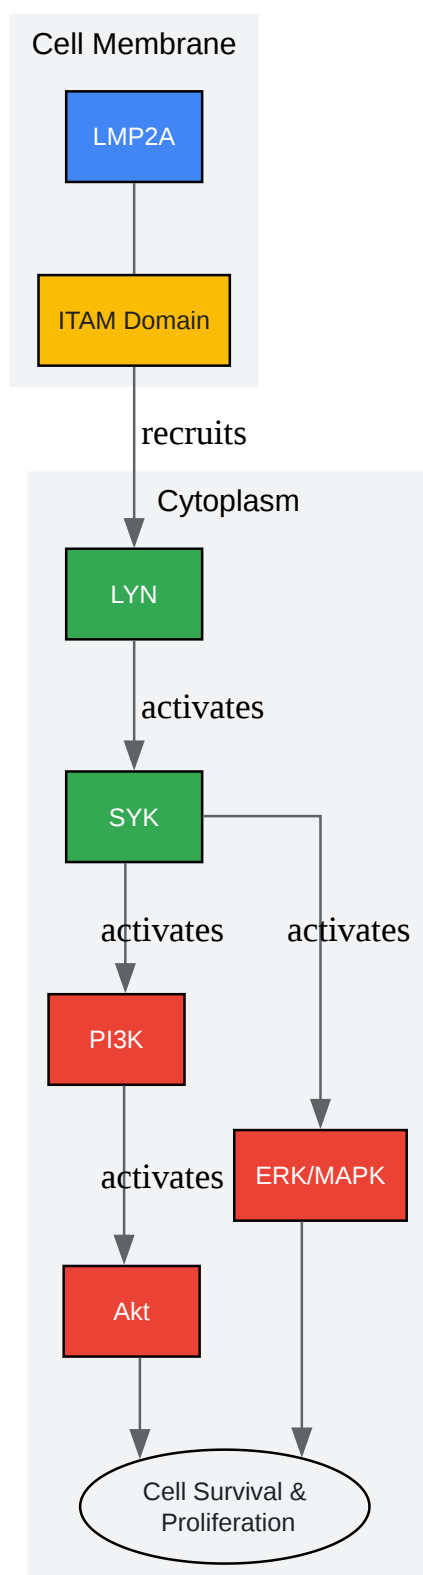 Cell Membrane
LMP2A
ITAM Domain
recruits
Cytoplasm
LYN
activates
SYK
activates
activates
PI3K
activates
ERK/MAPK
Akt
Cell Survival &
Proliferation